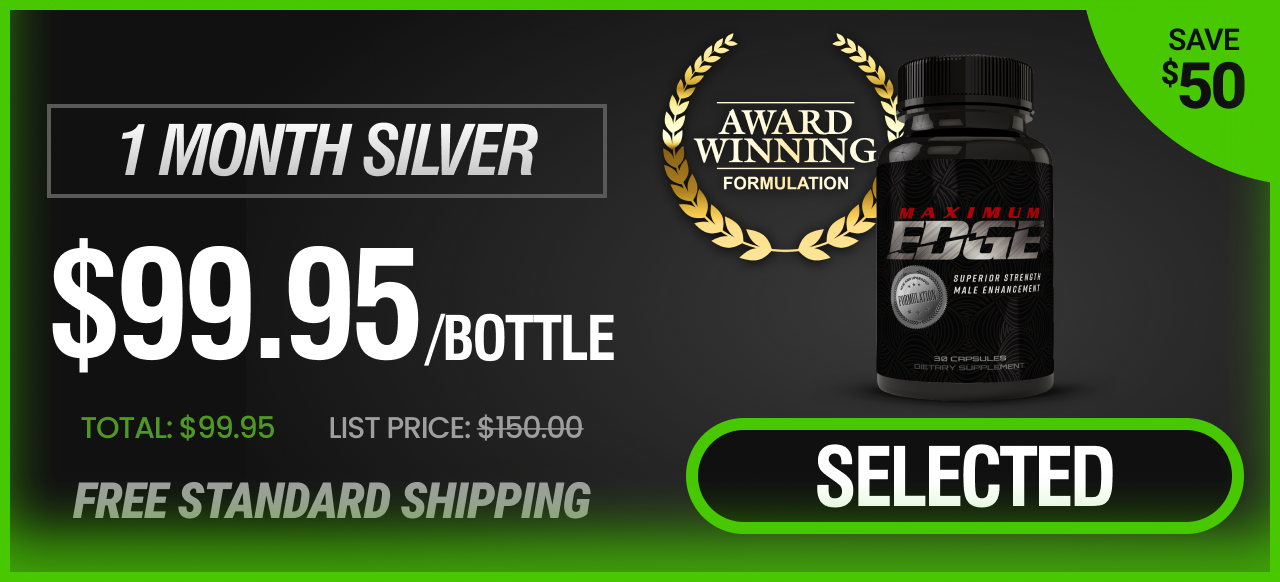 SAVE
$50
1 MONTH SILVER
AWARD
WINNING
FORMULATION
$99.95/BOTTLE
MAXIMUM
EDGE
SUPERIOR STRENGTH
MALE ENHANCEMENT
FORMULATION
30 CAPSULES
DIETARY SUPPLEMENT
TOTAL: $99.95 LIST PRICE: $150.00
FREE STANDARD SHIPPING
SELECTED